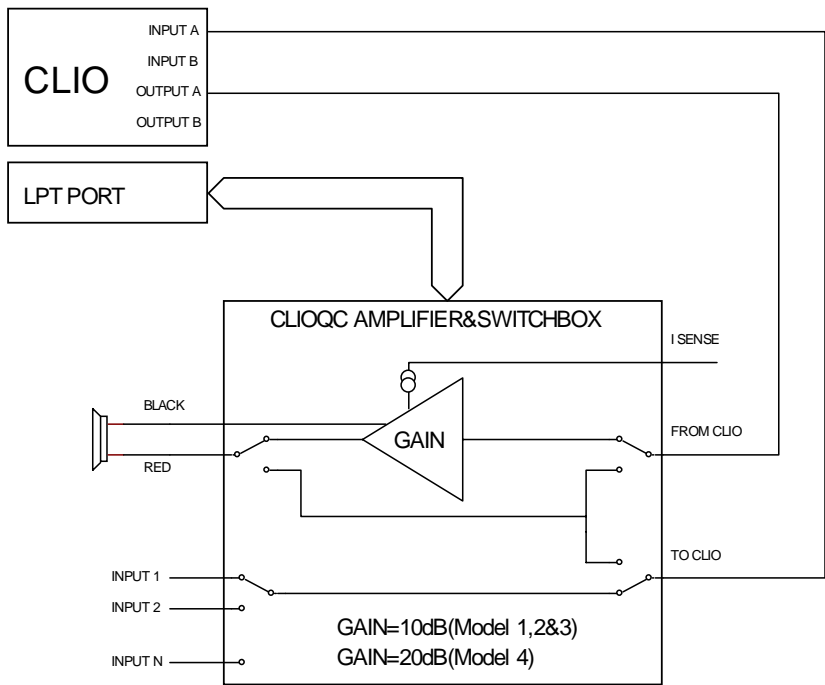 INPUT A
INPUT B
CLIO
OUTPUT A
OUTPUT B
LPT PORT
CLIOQC AMPLIFIER&SWITCHBOX
I SENSE
BLACK
GAIN
FROM CLIO
RED
TO CLIO
INPUT 1
INPUT 2
GAIN=10dB(Model 1,2&3)
GAIN=20dB(Model 4)
INPUT N